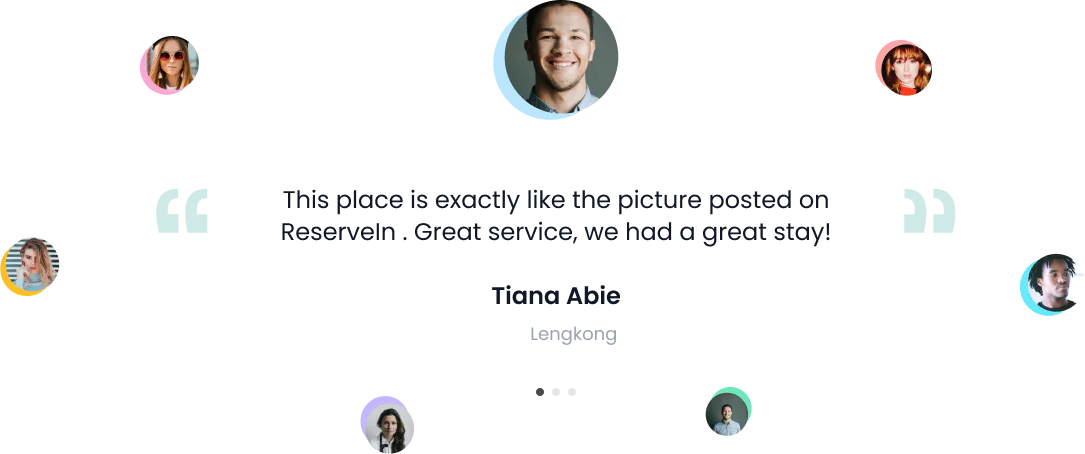 This place is exactly like the picture posted on
ReserveIn . Great service, we had a great stay!
Tiana Abie
Lengkong